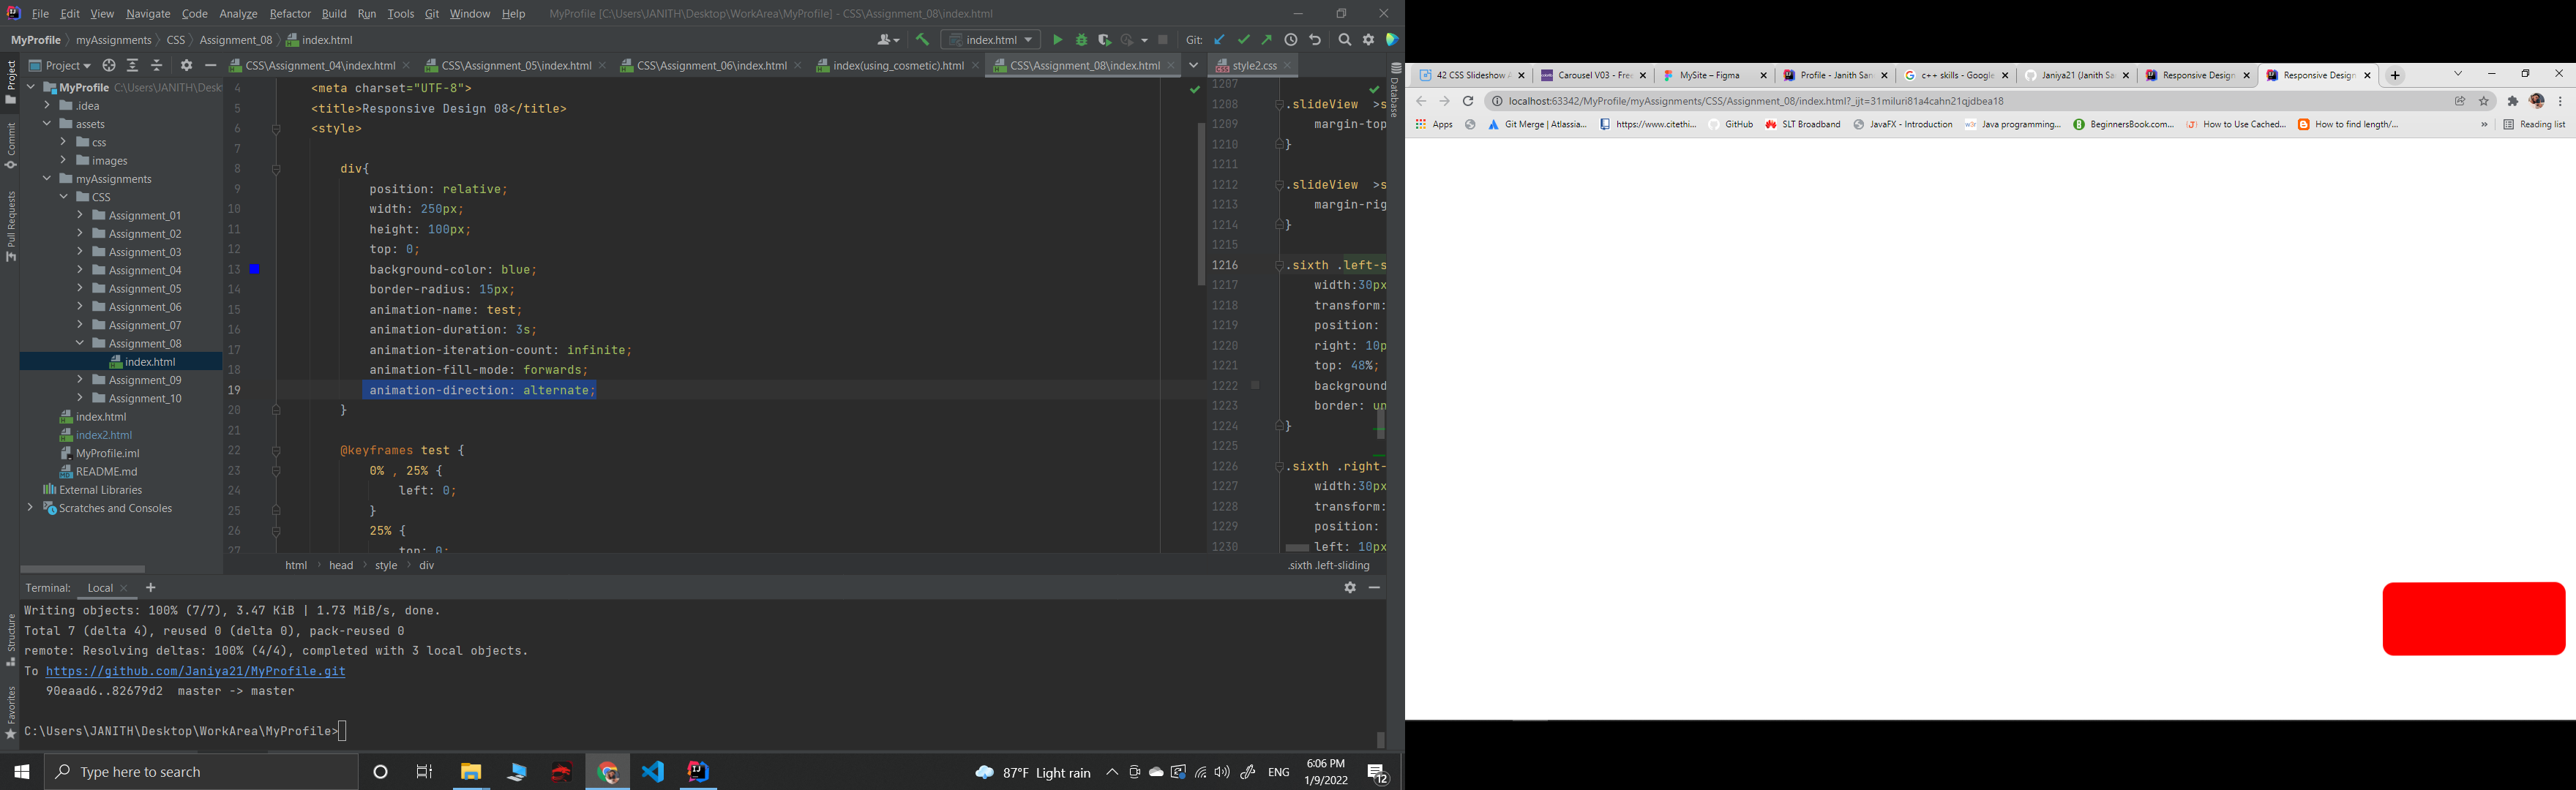 File Edit View Navigate Code Analyze Refactor Build Run Tools Git Window Help MyProfile [C:\Users\JANITH\Desktop\WorkArea\MyProfile] - CSS\Assignment_08\index.html
MyProfile myAssignments CSS Assignment_08 index.html
index.html Git:
Project
CSS\Assignment_04\index.html CSS\Assignment_05\index.html CSS\Assignment_06\index.html index(using_cosmetic).html CSS\Assignment_08\index.html style2.css
Project
Commit
Pull Requests
Structure
Favorites
Database
MyProfile C:\Users\JANITH\Desk
.idea
assets
css
images
myAssignments
CSS
Assignment_01
Assignment_02
Assignment_03
Assignment_04
Assignment_05
Assignment_06
Assignment_07
Assignment_08
index.html
Assignment_09
Assignment_10
index.html
index2.html
MyProfile.iml
README.md
External Libraries
Scratches and Consoles
4 <meta charset="UTF-8">
5 <title>Responsive Design 08</title>
6 <style>
7
8 div{
9 position: relative;
10 width: 250px;
11 height: 100px;
12 top: 0;
13 background-color: blue;
14 border-radius: 15px;
15 animation-name: test;
16 animation-duration: 3s;
17 animation-iteration-count: infinite;
18 animation-fill-mode: forwards;
19 animation-direction: alternate;
20 }
21
22 @keyframes test {
23 0% , 25% {
24 left: 0;
25 }
26 25% {
27 top: 0;
html head style div
1207
1208 .slideView >s
1209 margin-top
1210 }
1211
1212 .slideView >s
1213 margin-rig
1214 }
1215
1216 .sixth .left-s
1217 width:30px
1218 transform:
1219 position:
1220 right: 10p
1221 top: 48%;
1222 background
1223 border: un
1224 }
1225
1226 .sixth .right-
1227 width:30px
1228 transform:
1229 position:
1230 left: 10px
.sixth .left-sliding
Terminal: Local
Writing objects: 100% (7/7), 3.47 KiB | 1.73 MiB/s, done.
Total 7 (delta 4), reused 0 (delta 0), pack-reused 0
remote: Resolving deltas: 100% (4/4), completed with 3 local objects.
To https://github.com/Janiya21/MyProfile.git
90eaad6..82679d2 master -> master
C:\Users\JANITH\Desktop\WorkArea\MyProfile>
Type here to search
87°F Light rain ENG
6:06 PM
1/9/2022
12
42 CSS Slideshow Carousel V03 - Fre MySite – Figma Profile - Janith San c++ skills - Google Janiya21 (Janith Sa Responsive Design Responsive Design
localhost:63342/MyProfile/myAssignments/CSS/Assignment_08/index.html?_ijt=31miluri81a4cahn21qjdbea18
Apps Git Merge | Atlassia... https://www.citethi... GitHub SLT Broadband JavaFX - Introduction Java programming... BeginnersBook.com... How to Use Cached... How to find length/... » Reading list